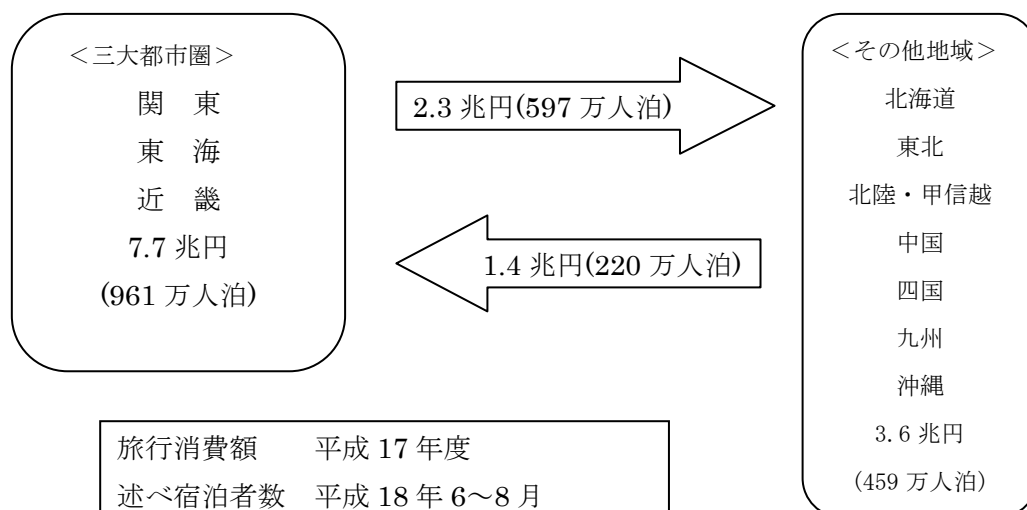 ＜三大都市圏＞
関　東
東　海
近　畿
7.7 兆円
(961 万人泊)
2.3 兆円(597 万人泊)
1.4 兆円(220 万人泊)
＜その他地域＞
北海道
東北
北陸・甲信越
中国
四国
九州
沖縄
3.6 兆円
(459 万人泊)
旅行消費額　　平成 17 年度
述べ宿泊者数　平成 18 年 6～8 月